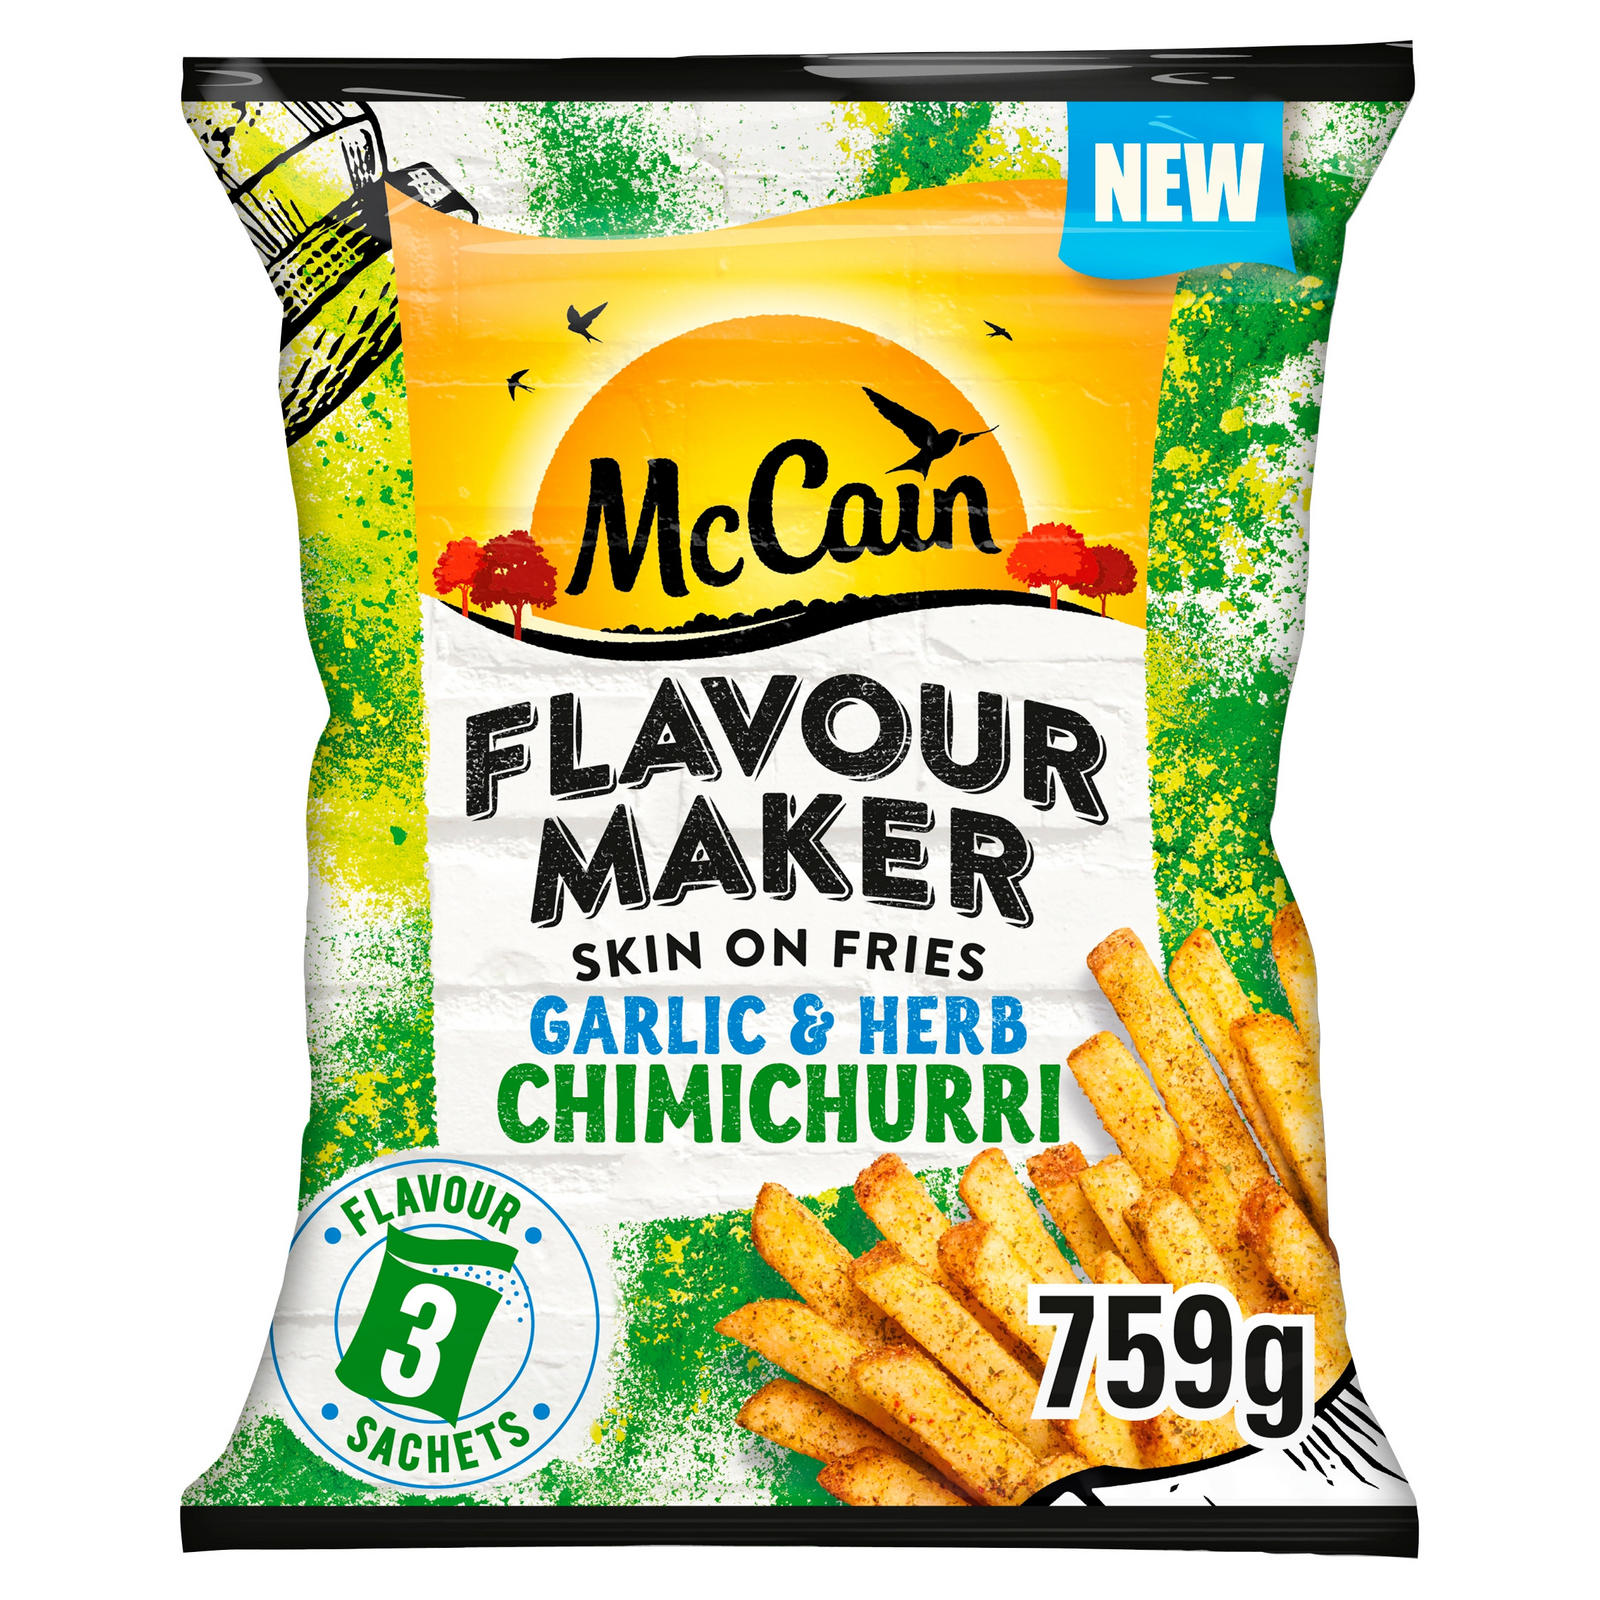 NEW
McCain
FLAVOUR
MAKER
SKIN ON FRIES
GARLIC & HERB
CHIMICHURRI
FLAVOUR
3
SACHETS
759g